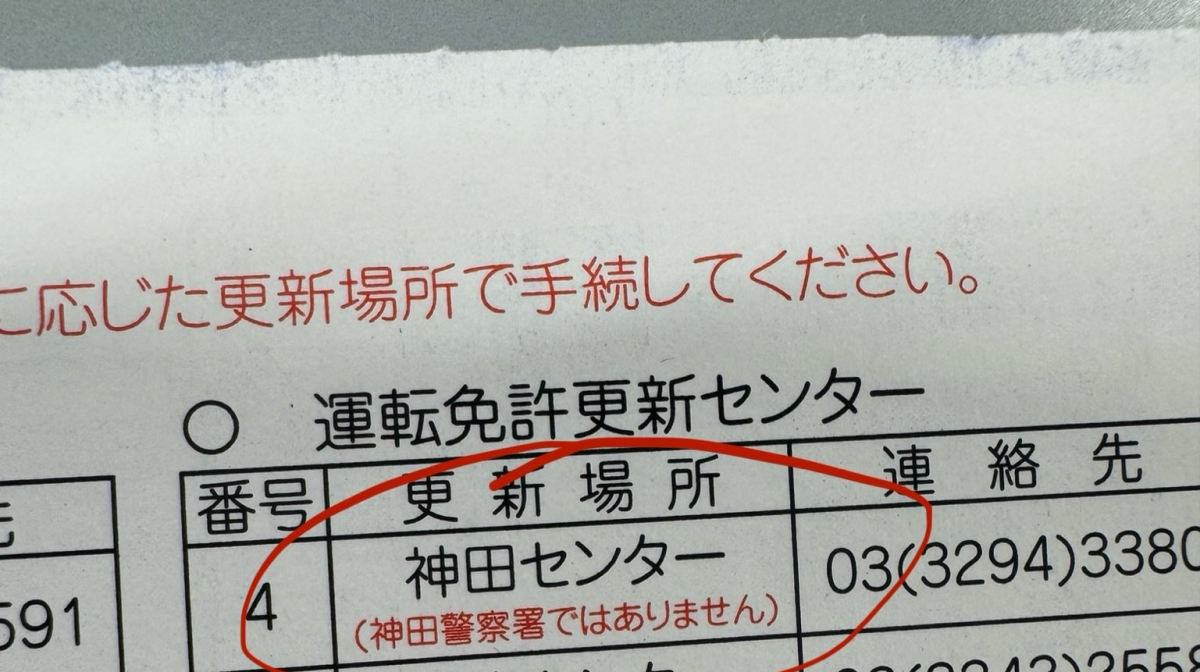 に応じた更新場所で手続してください。
○ 運転免許更新センター
番号 更新場所 連絡先
4 神田センター 03(3294)3380
(神田警察署ではありません)
591